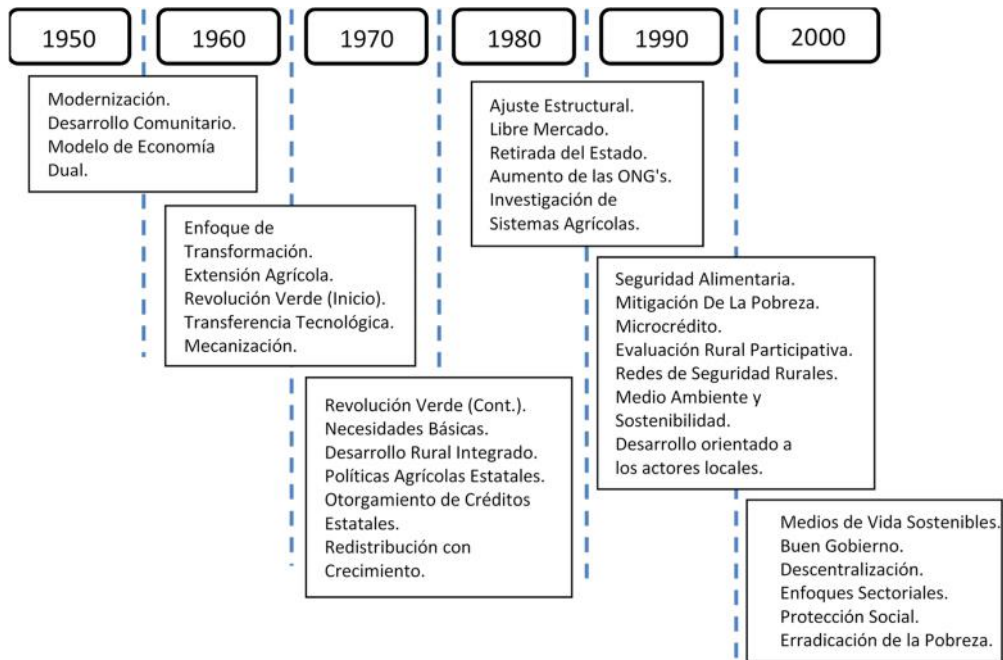 1950
1960
1970
1980
1990
2000
Modernización.
Desarrollo Comunitario.
Modelo de Economía
Dual.
Enfoque de
Transformación.
Extensión Agrícola.
Revolución Verde (Inicio).
Transferencia Tecnológica.
Mecanización.
Revolución Verde (Cont.).
Necesidades Básicas.
Desarrollo Rural Integrado.
Políticas Agrícolas Estatales.
Otorgamiento de Créditos
Estatales.
Redistribución con
Crecimiento.
Ajuste Estructural.
Libre Mercado.
Retirada del Estado.
Aumento de las ONG's.
Investigación de
Sistemas Agrícolas.
Seguridad Alimentaria.
Mitigación De La Pobreza.
Microcrédito.
Evaluación Rural Participativa.
Redes de Seguridad Rurales.
Medio Ambiente y
Sostenibilidad.
Desarrollo orientado a
los actores locales.
Medios de Vida Sostenibles.
Buen Gobierno.
Descentralización.
Enfoques Sectoriales.
Protección Social.
Erradicación de la Pobreza.